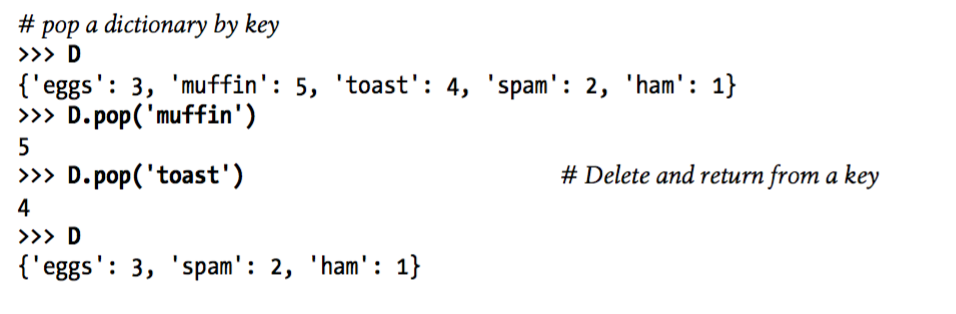 # pop a dictionary by key
>>> D
{'eggs': 3, 'muffin': 5, 'toast': 4, 'spam': 2, 'ham': 1}
>>> D.pop('muffin')
5
>>> D.pop('toast') # Delete and return from a key
4
>>> D
{'eggs': 3, 'spam': 2, 'ham': 1}